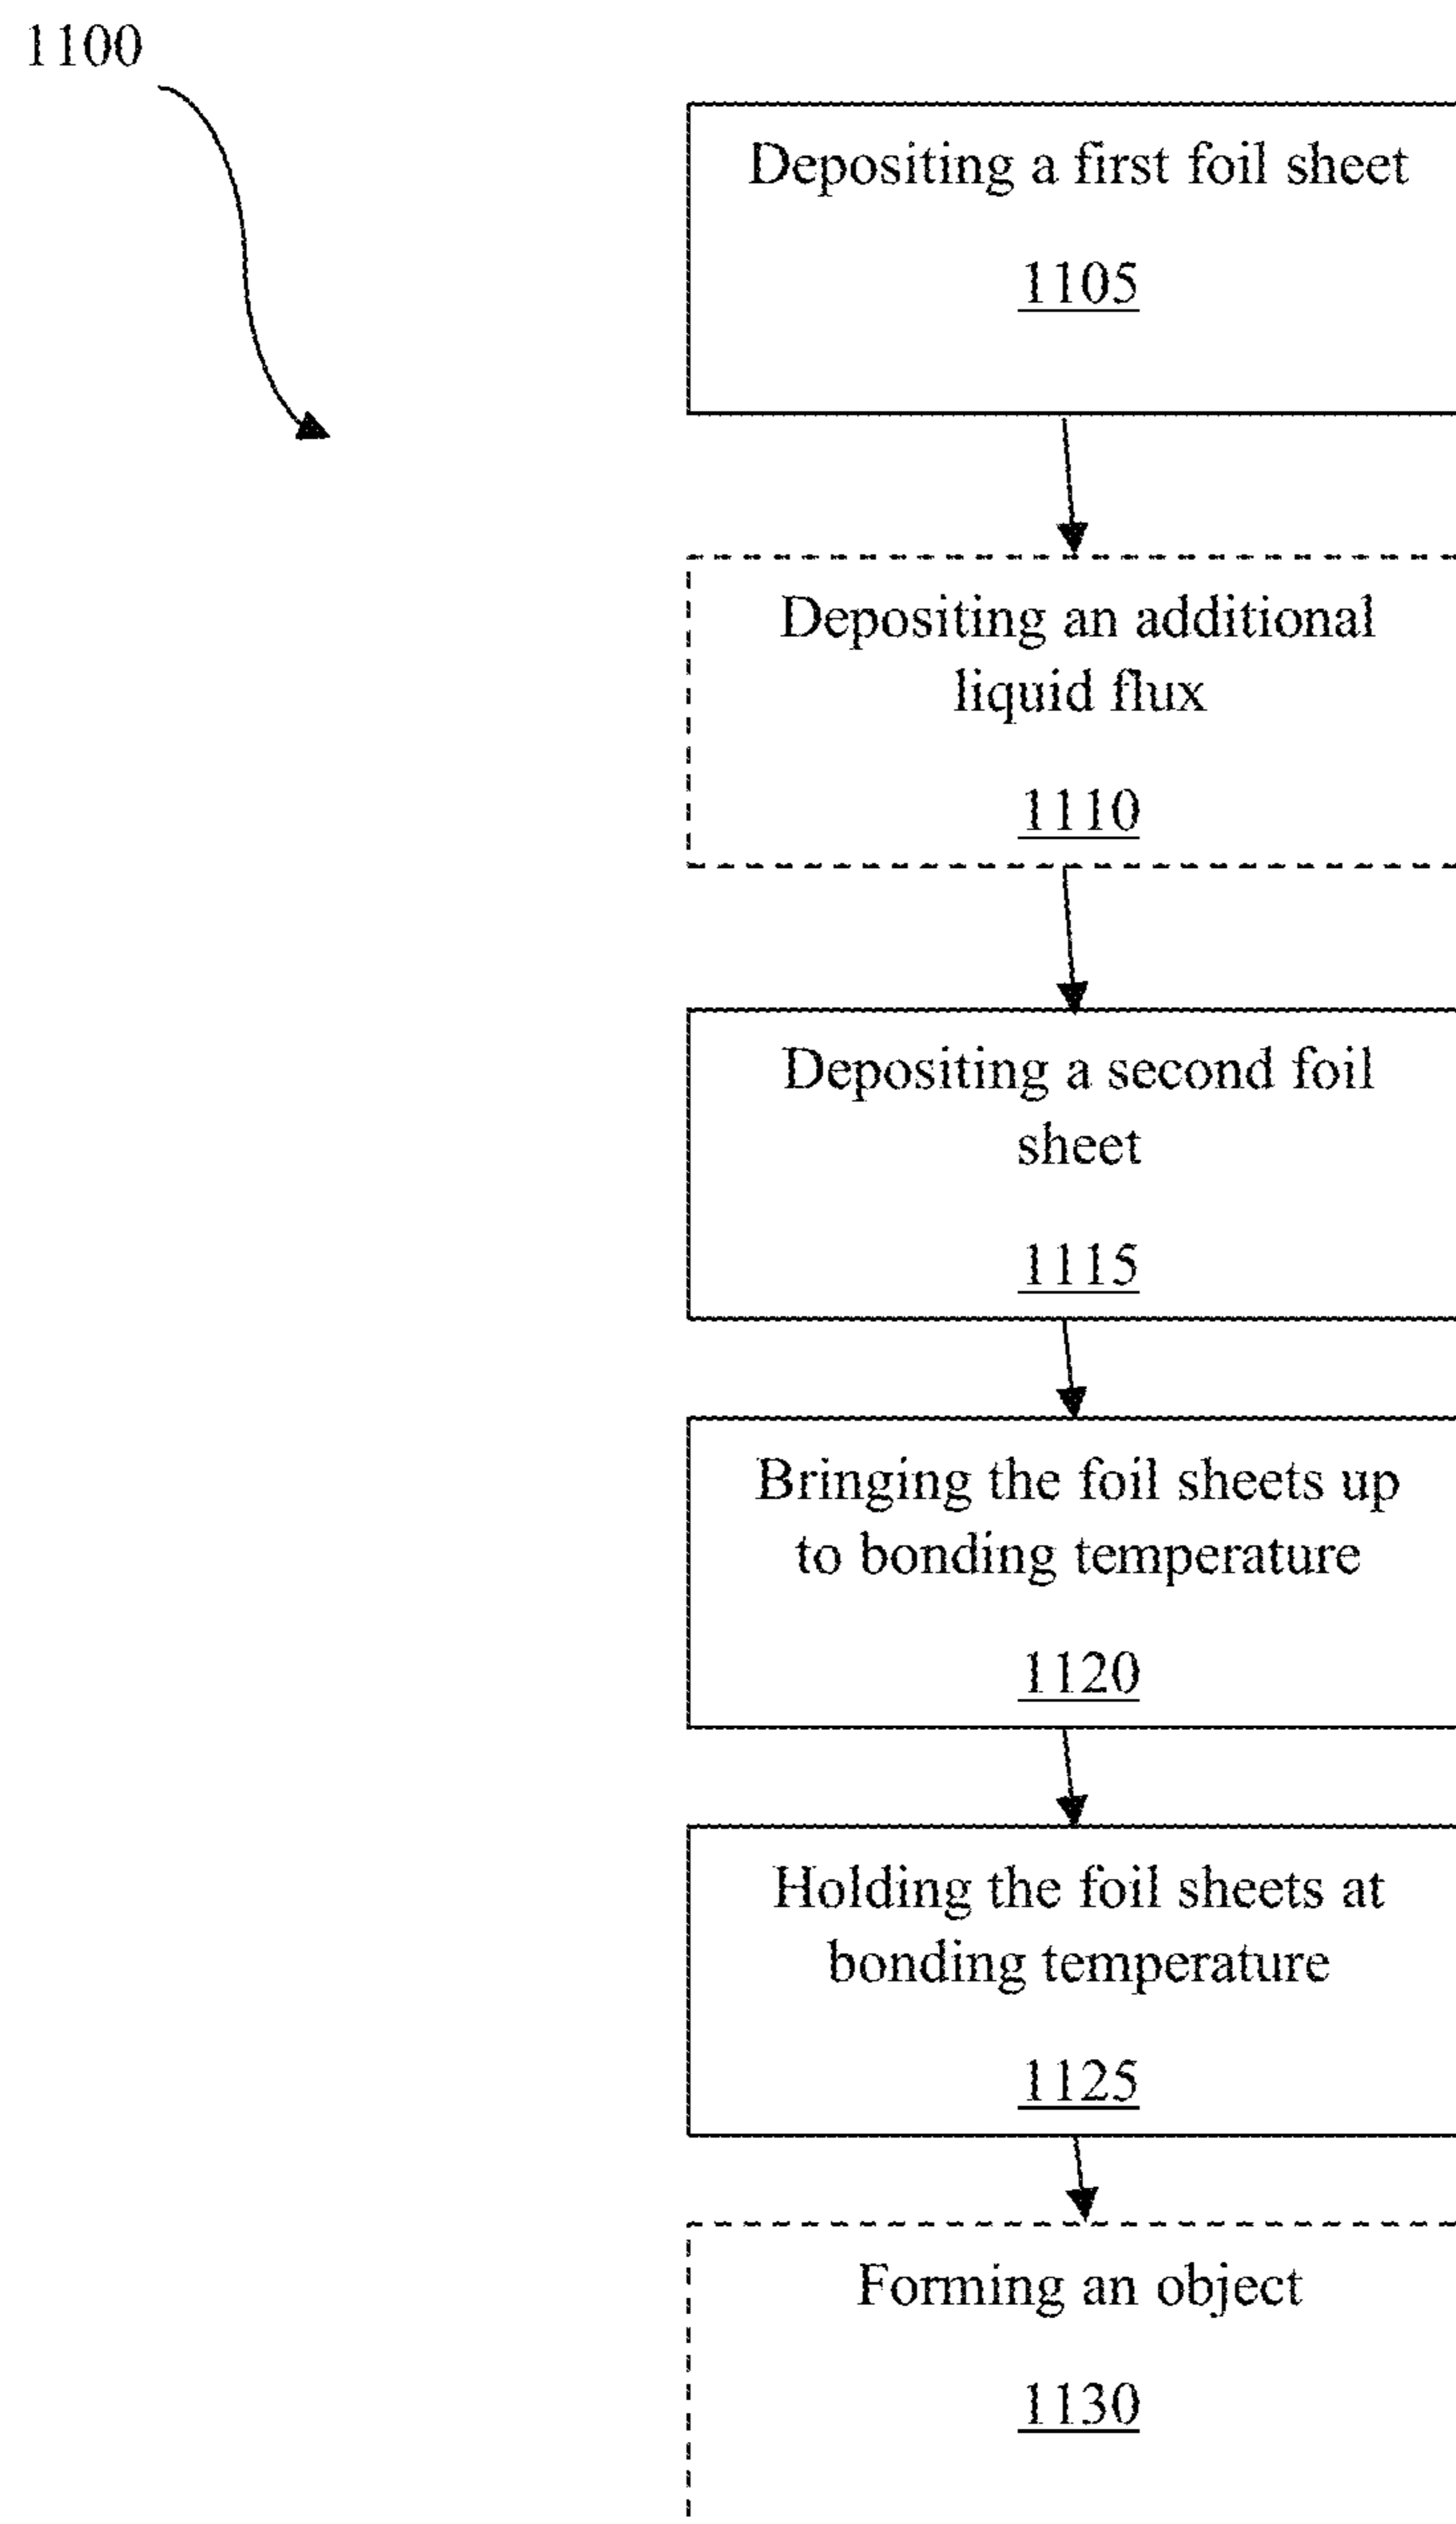 1100
Depositing a first foil sheet
1105
Depositing an additional
liquid flux
1110
Depositing a second foil
sheet
1115
Bringing the foil sheets up
to bonding temperature
1120
Holding the foil sheets at
bonding temperature
1125
Forming an object
1130